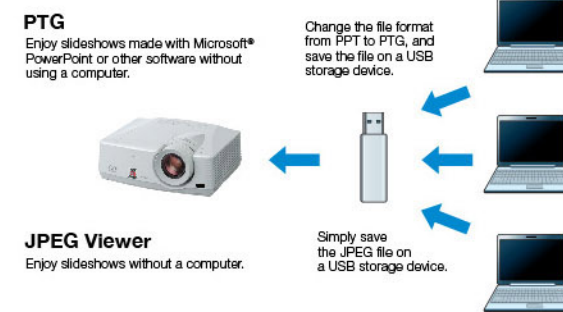 PTG
Enjoy slideshows made with Microsoft®
PowerPoint or other software without
using a computer.
Change the file format
from PPT to PTG, and
save the file on a USB
storage device.
JPEG Viewer
Enjoy slideshows without a computer.
Simply save
the JPEG file on
a USB storage device.